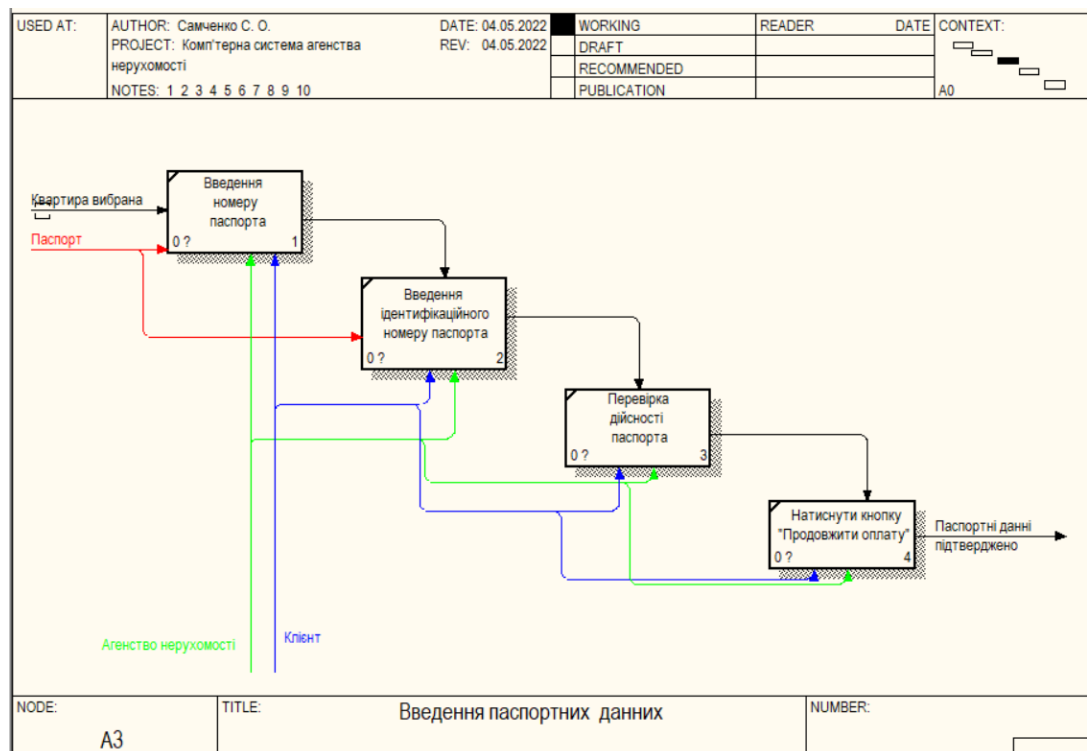 USED AT:
AUTHOR: Самченко С. О.
DATE: 04.05.2022
WORKING
READER
DATE
CONTEXT:
PROJECT: Комп'терна система агенства
REV: 04.05.2022
DRAFT
нерухомості
RECOMMENDED
NOTES: 1 2 3 4 5 6 7 8 9 10
PUBLICATION
A0
Квартира вибрана
Паспорт
Введення
номеру
паспорта
0 ?
1
Введення
ідентифікаційного
номеру паспорта
0 ?
2
Перевірка
дійсності
паспорта
0 ?
3
Натиснути кнопку
"Продовжити оплату"
0 ?
4
Паспортні данні
підтверджено
Агенство нерухомості
Клієнт
NODE:
A3
TITLE:
Введення паспортних данних
NUMBER: